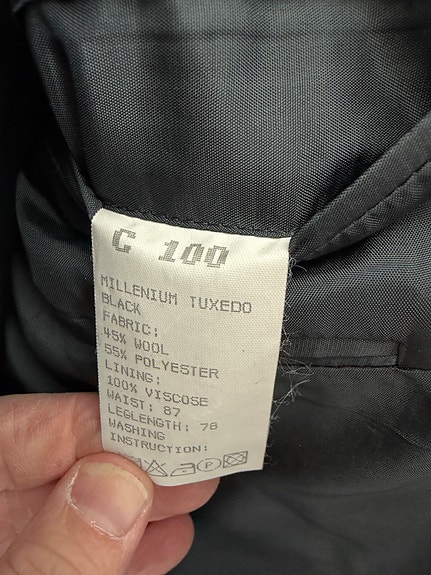 C 100
MILLENIUM TUXEDO
BLACK
FABRIC:
45% WOOL
55% POLYESTER
LINING:
100% VISCOSE
WAIST: 87
LEGLENGTH: 78
WASHING
INSTRUCTION:
P